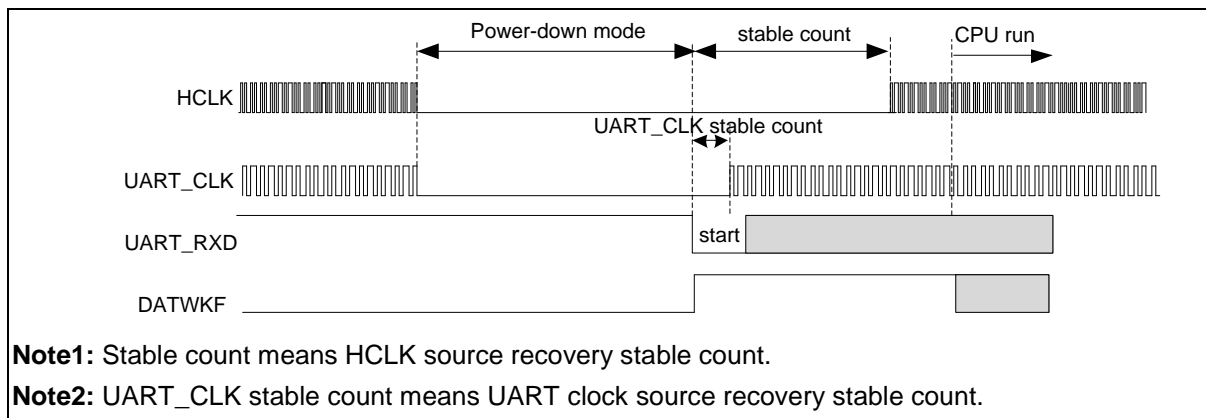 Power-down mode
stable count
CPU run
HCLK
UART_CLK stable count
UART_CLK
UART_RXD
start
DATWKF
Note1: Stable count means HCLK source recovery stable count.
Note2: UART_CLK stable count means UART clock source recovery stable count.